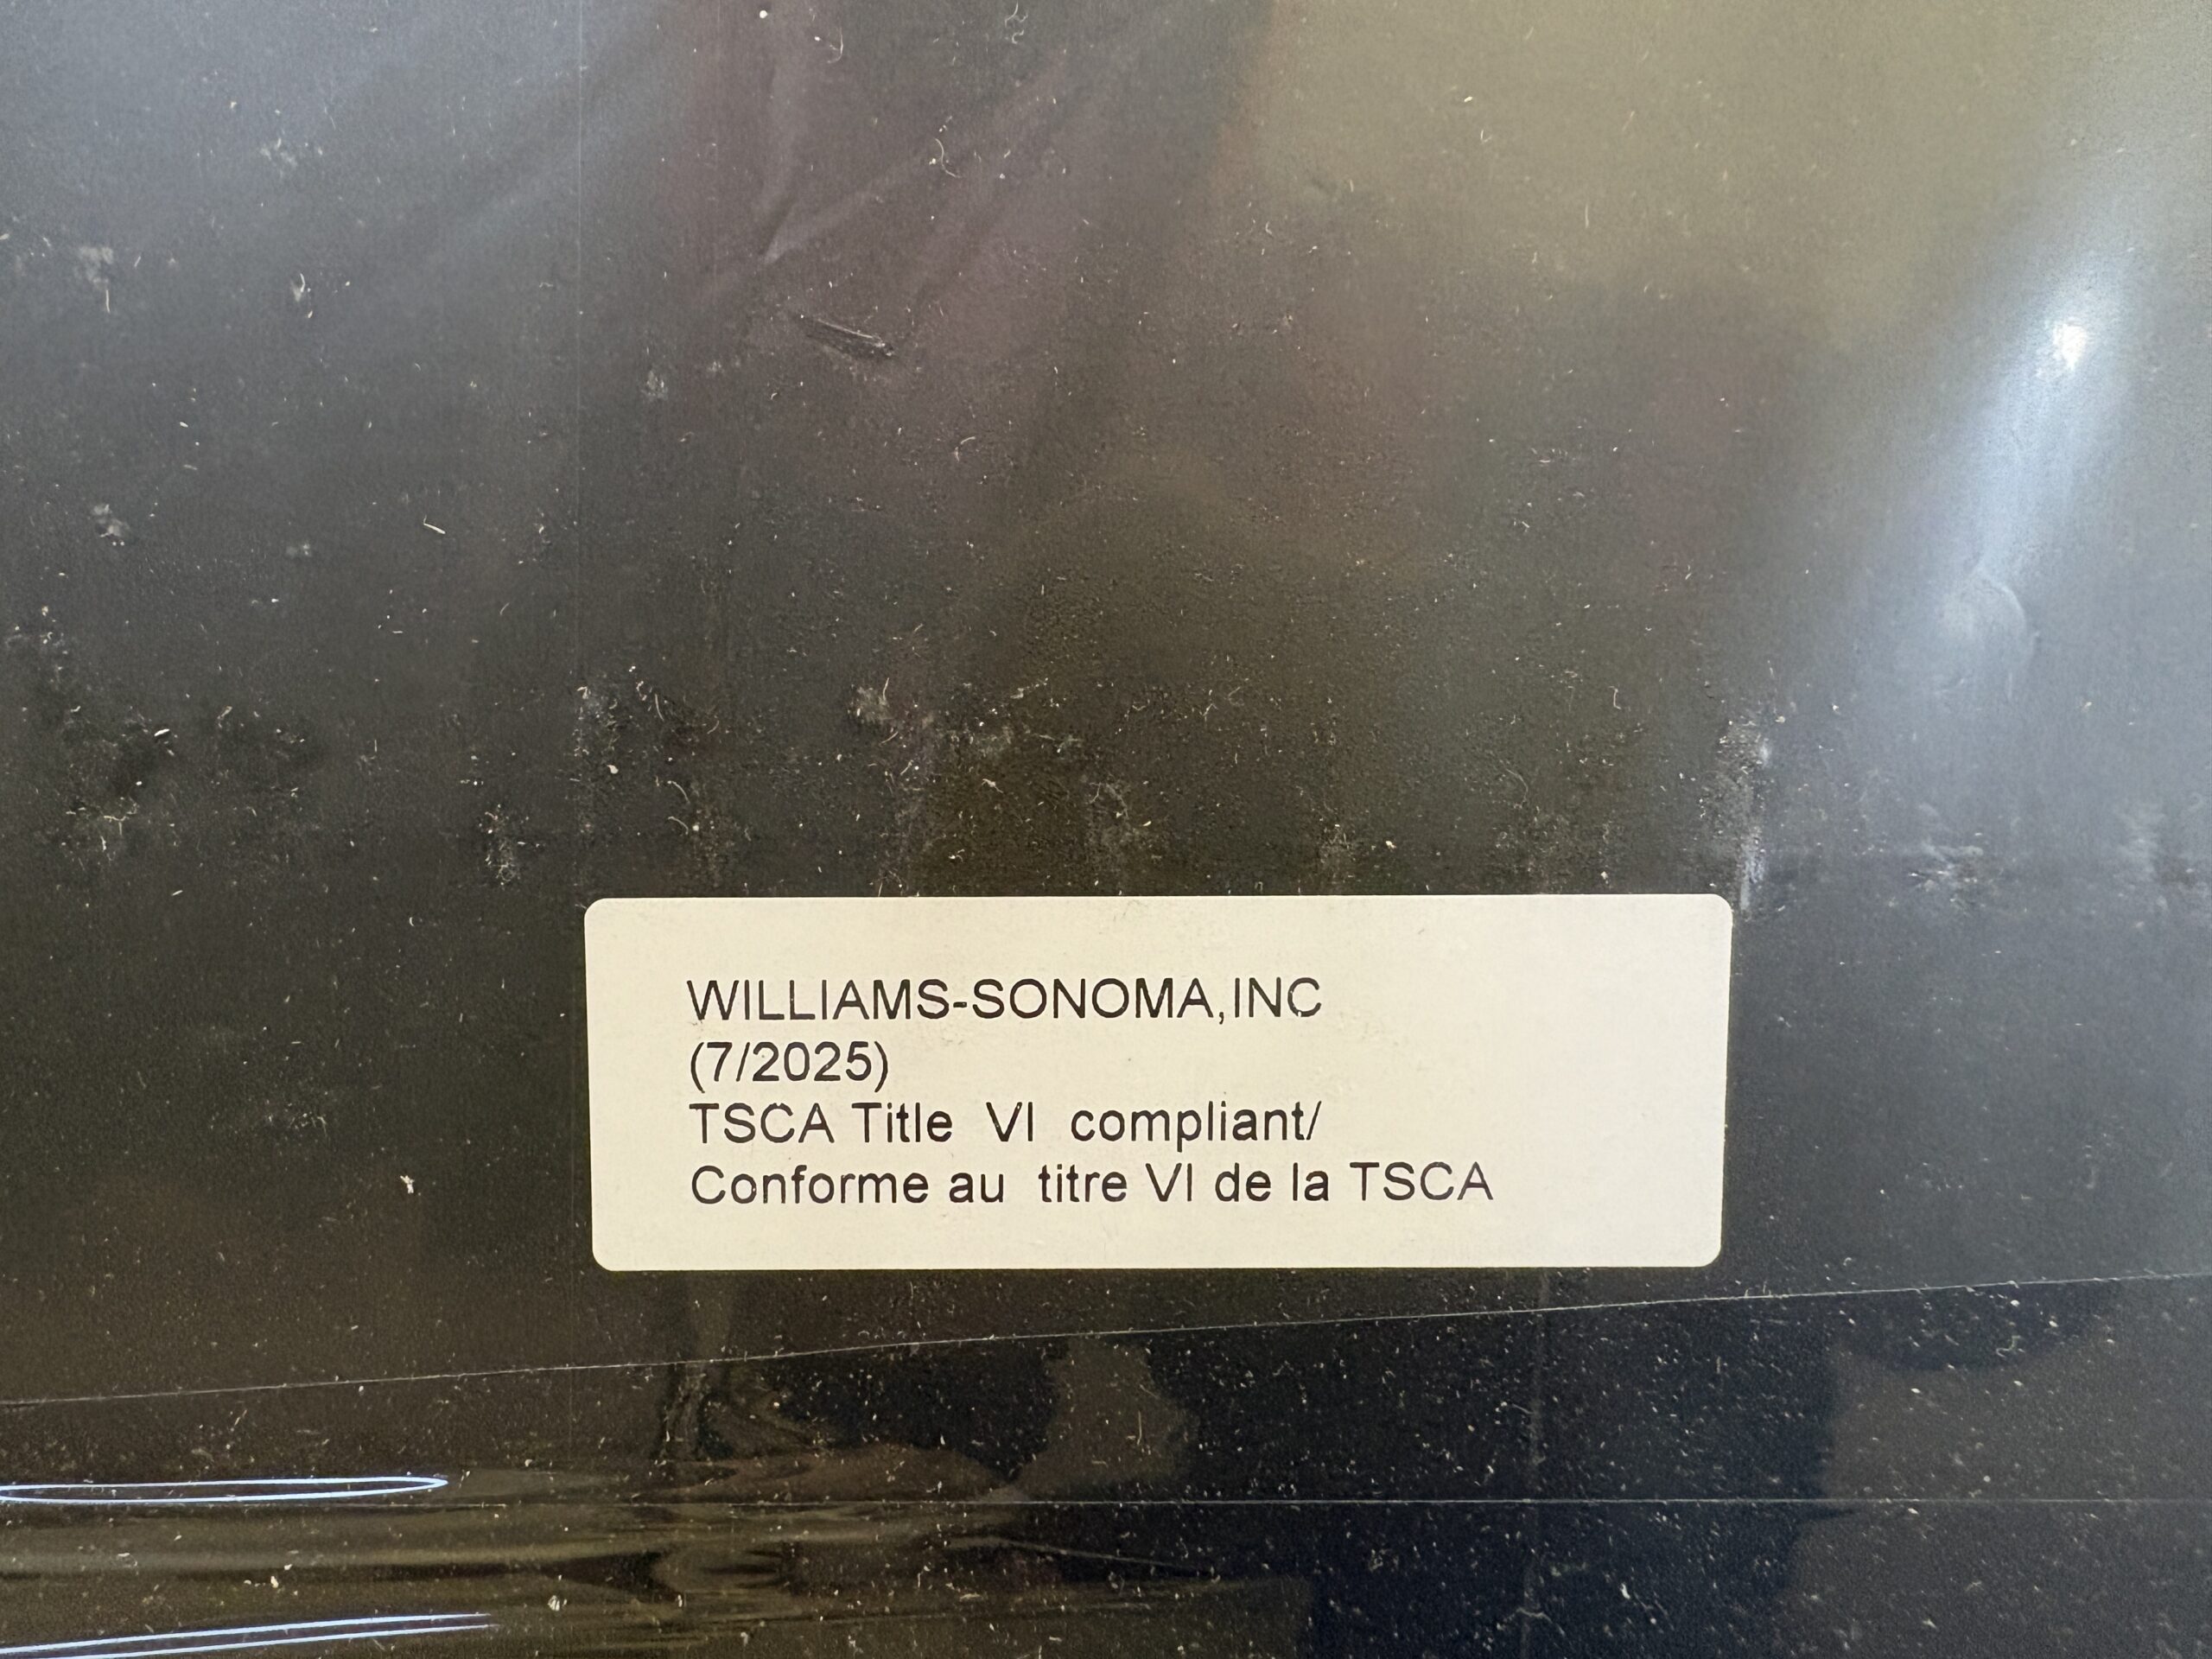 WILLIAMS-SONOMA,INC
(7/2025)
TSCA Title VI compliant/
Conforme au titre VI de la TSCA